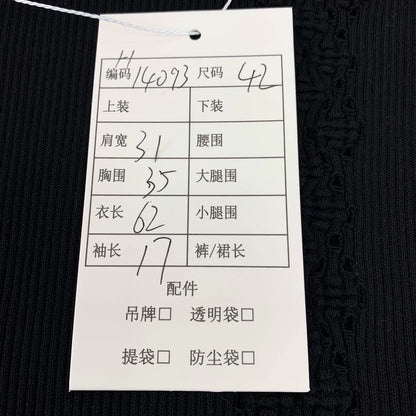 H
编码 14093 尺码 42
上装 下装
肩宽 31 腰围
胸围 35 大腿围
衣长 62 小腿围
袖长 17 裤/裙长
配件
吊牌□ 透明袋□
提袋□ 防尘袋□